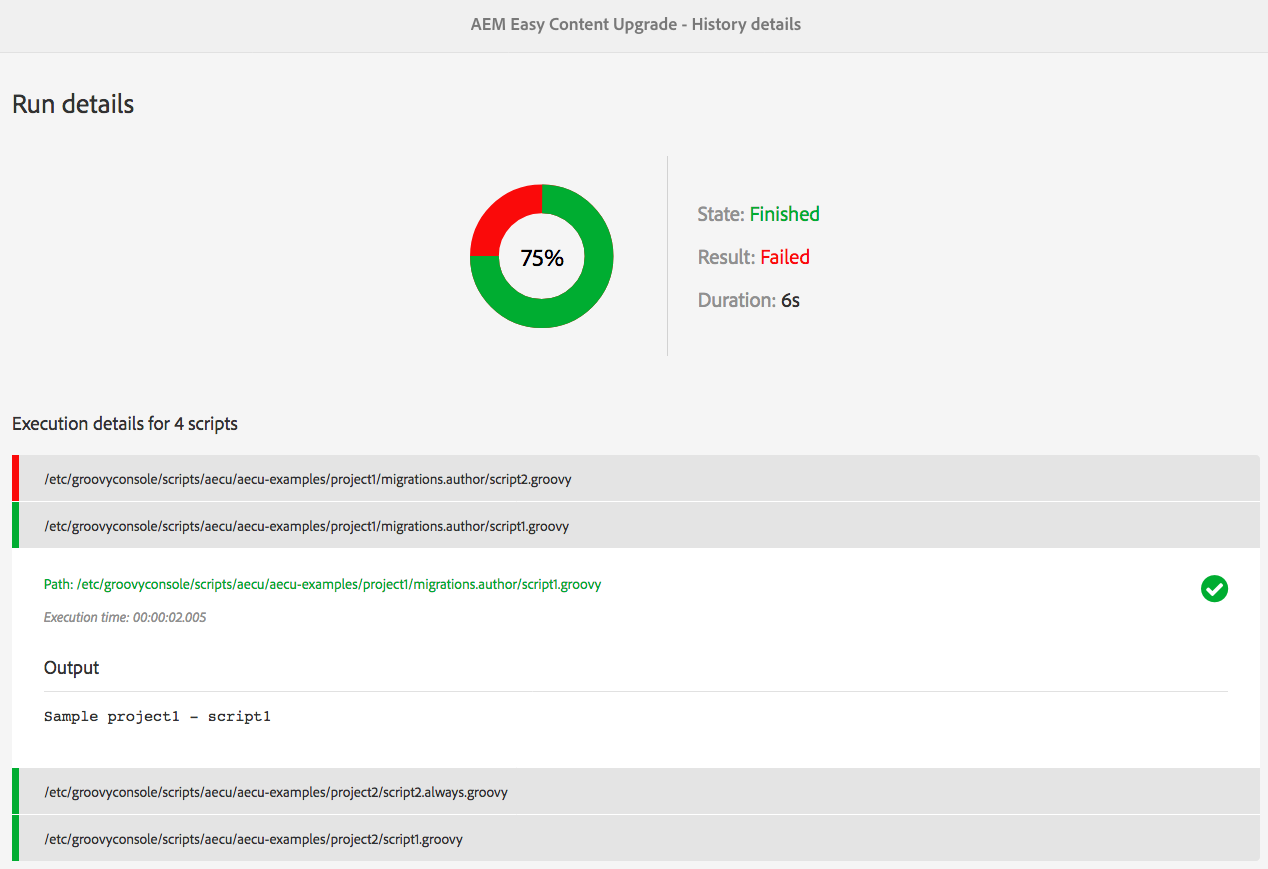 AEM Easy Content Upgrade - History details
Run details
75%
State: Finished
Result: Failed
Duration: 6s
Execution details for 4 scripts
/etc/groovyconsole/scripts/aecu/aecu-examples/project1/migrations.author/script2.groovy
/etc/groovyconsole/scripts/aecu/aecu-examples/project1/migrations.author/script1.groovy
Path: /etc/groovyconsole/scripts/aecu/aecu-examples/project1/migrations.author/script1.groovy
Execution time: 00:00:02.005
Output
Sample project1 - script1
/etc/groovyconsole/scripts/aecu/aecu-examples/project2/script2.always.groovy
/etc/groovyconsole/scripts/aecu/aecu-examples/project2/script1.groovy